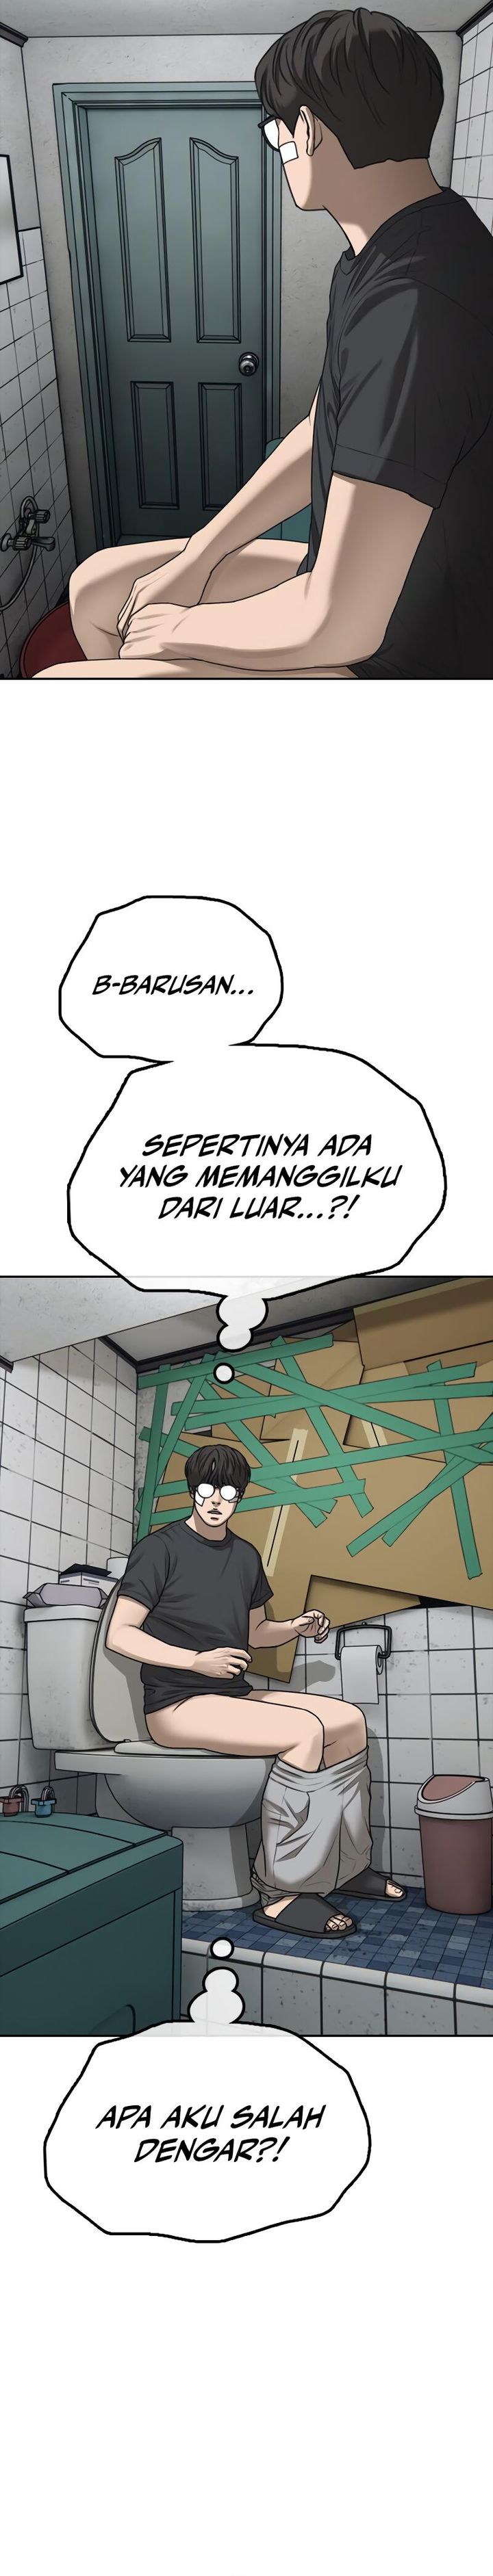 B-BARUSAN...
SEPERTINYA ADA
YANG MEMANGGILKU
DARI LUAR...?!
APA AKU SALAH
DENGAR?!